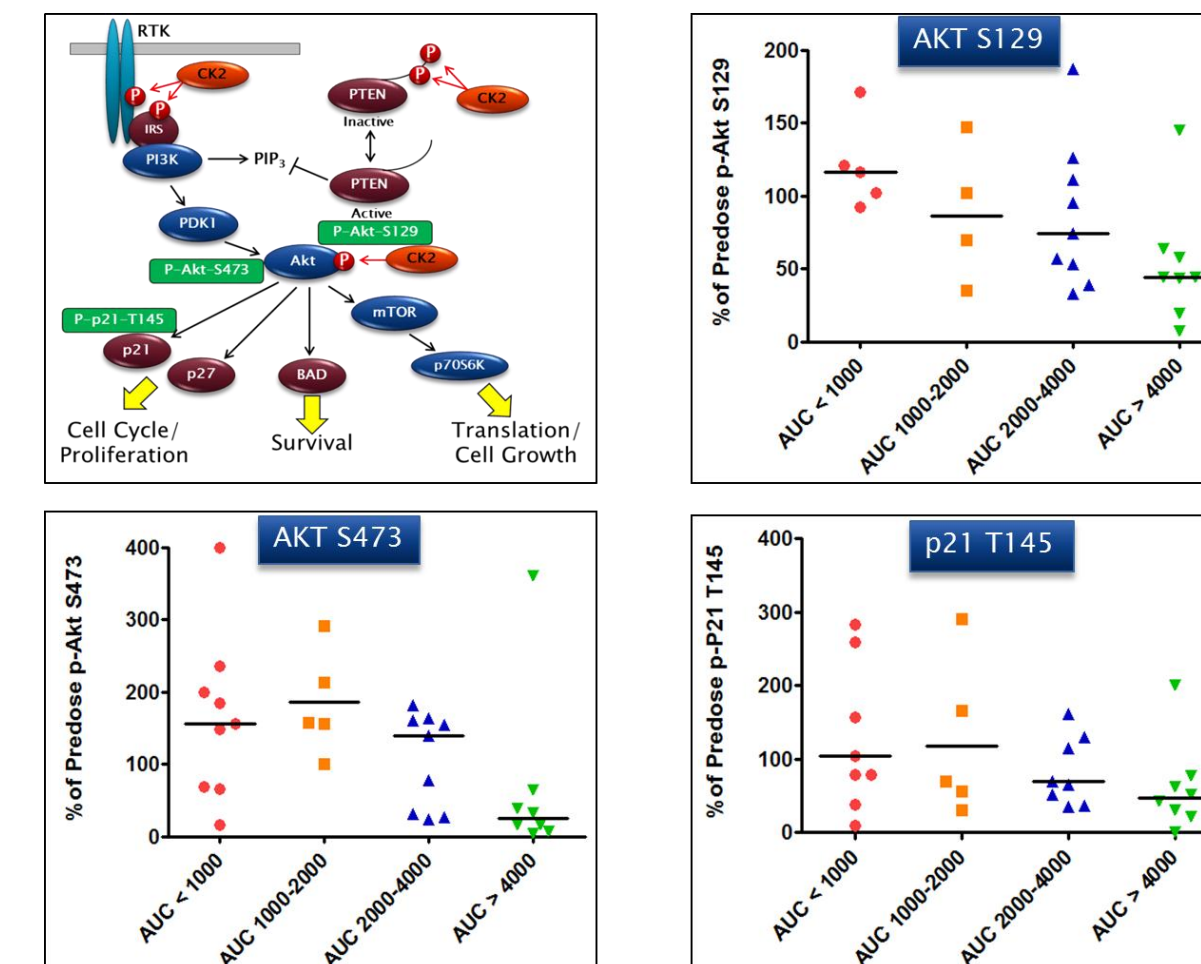 RTK
CK2
P
P
IRS
PI3K
PIP3
PDK1
P
P
PTEN
CK2
Inactive
PTEN
Active
P-Akt-S129
Akt
P
CK2
P-Akt-S473
P-p21-T145
p21
p27
BAD
mTOR
p70S6K
Cell Cycle/
Proliferation
Survival
Translation/
Cell Growth
AKT S129
% of Predose p-Akt S129
200
150
100
50
0
AUC < 1000
AUC 1000-2000
AUC 2000-4000
AUC > 4000
AKT S473
% of Predose p-Akt S473
400
300
200
100
0
AUC < 1000
AUC 1000-2000
AUC 2000-4000
AUC > 4000
p21 T145
% of Predose p-P21 T145
400
300
200
100
0
AUC < 1000
AUC 1000-2000
AUC 2000-4000
AUC > 4000